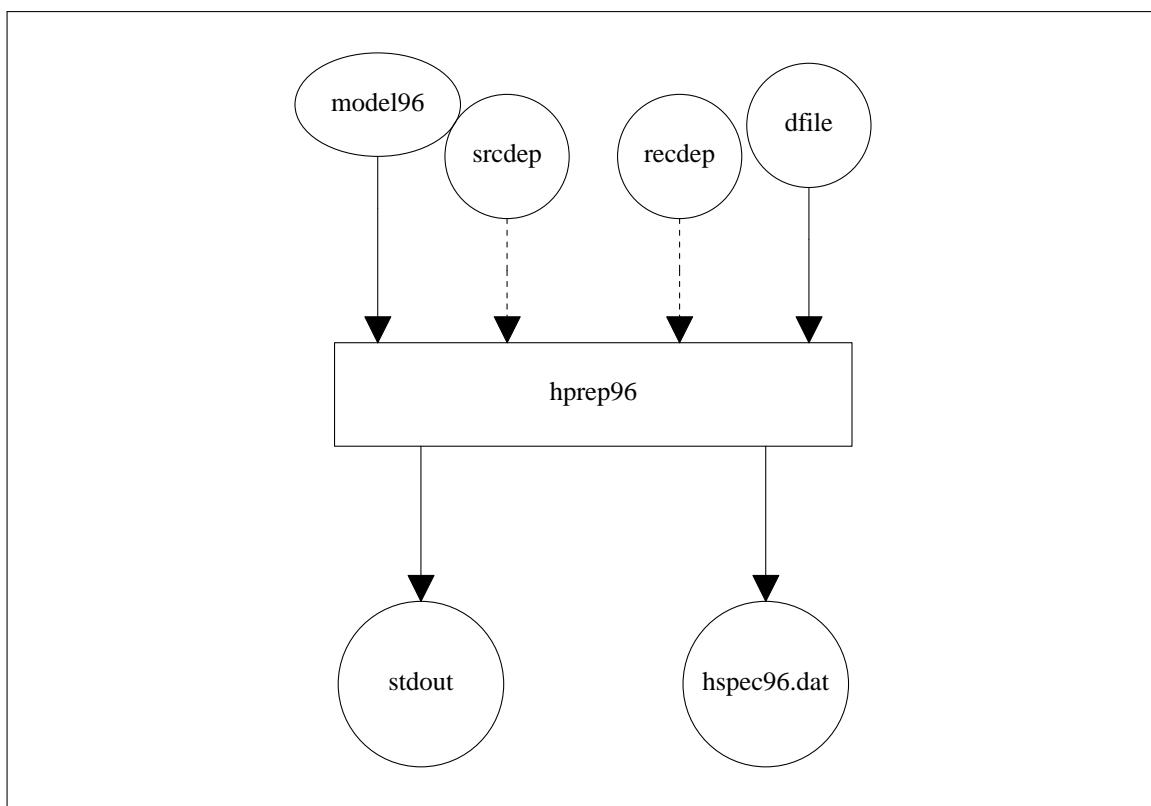 model96
srcdep
recdep
dfile
hprep96
stdout
hspec96.dat